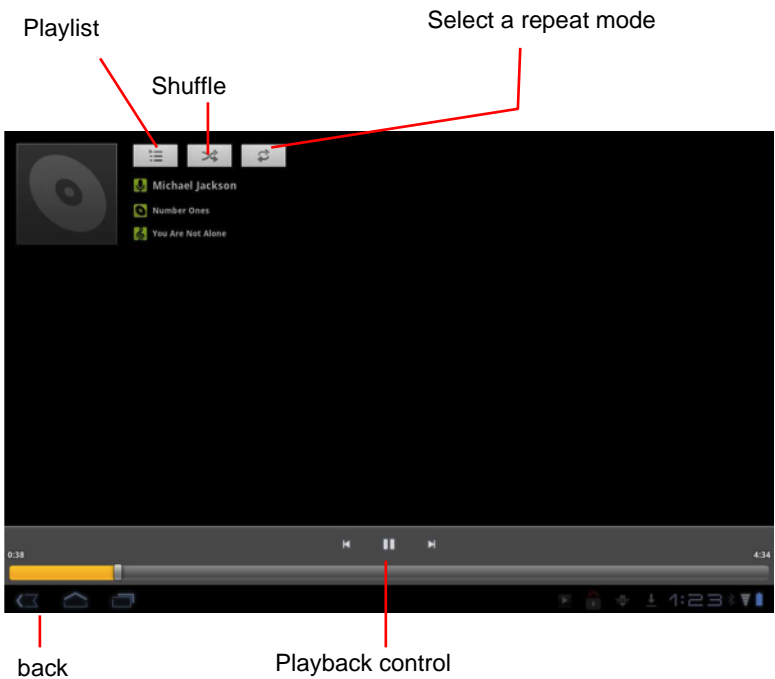 Select a repeat mode
Playlist
Shuffle
Michael Jackson
Number Ones
You Are Not Alone
0:38
4:34
1:23
back
Playback control